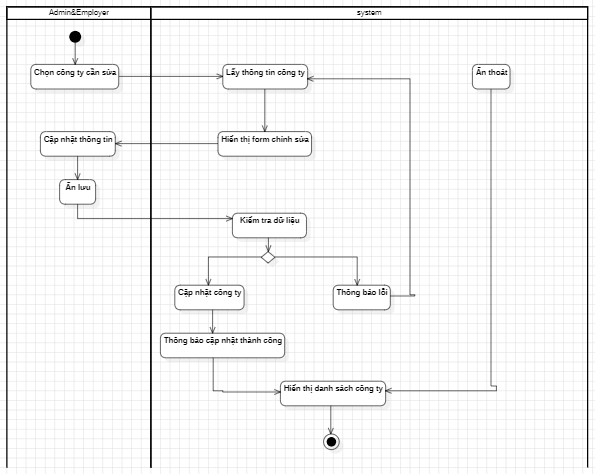 Admin&Employer
system
Chọn công ty cần sửa
Lấy thông tin công ty
Ấn thoát
Cập nhật thông tin
Hiển thị form chỉnh sửa
Ấn lưu
Kiểm tra dữ liệu
Cập nhật công ty
Thông báo lỗi
Thông báo cập nhật thành công
Hiển thị danh sách công ty